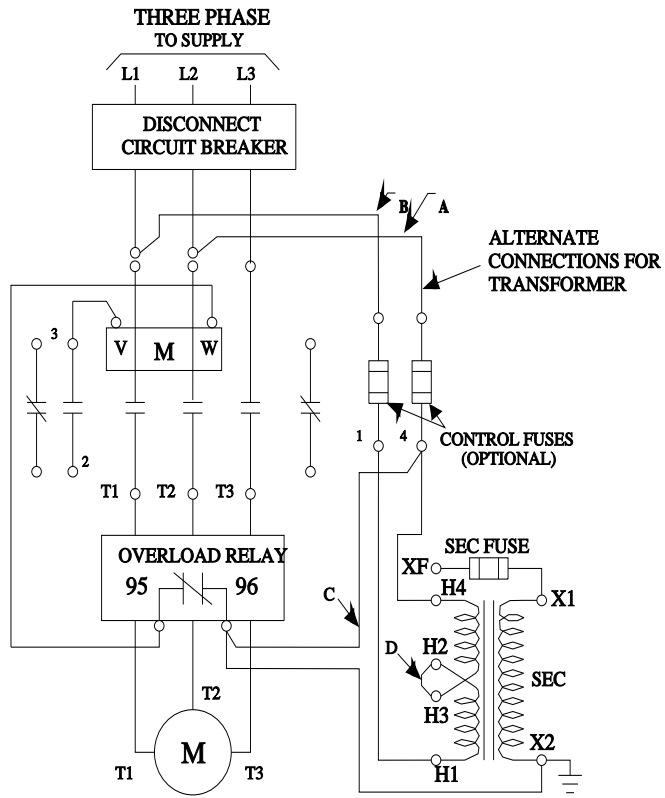 THREE PHASE
TO SUPPLY
L1 L2 L3
DISCONNECT
CIRCUIT BREAKER
B A
ALTERNATE
CONNECTIONS FOR
TRANSFORMER
3
V M W
1 4
CONTROL FUSES
(OPTIONAL)
2
T1 T2 T3
OVERLOAD RELAY
95 96
SEC FUSE
XF
H4
X1
C
D
H2
SEC
H3
T2
M
X2
T1 T3
H1